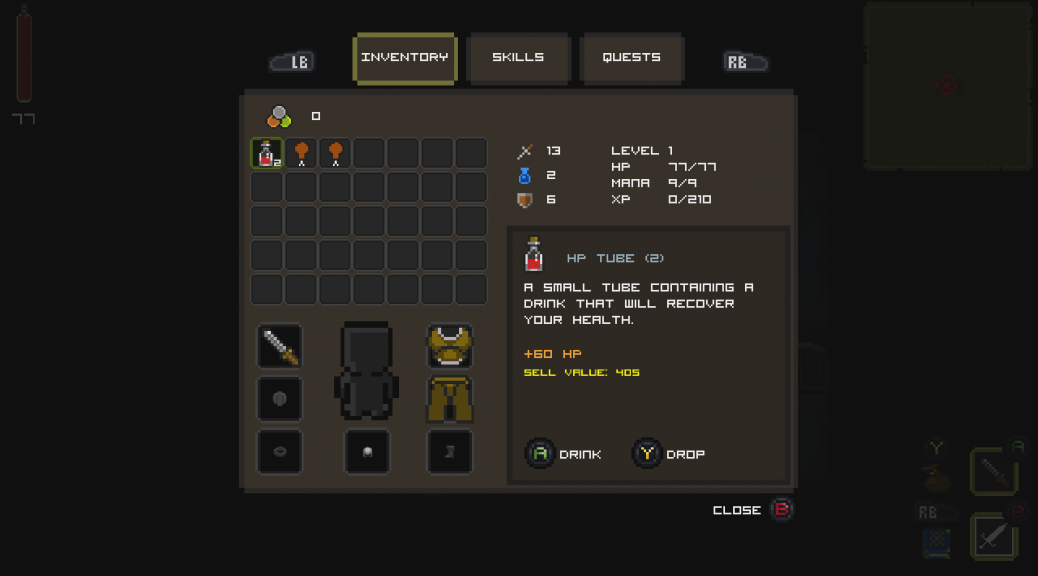 LB
INVENTORY
SKILLS
QUESTS
RB
77
0
2
13
2
6
LEVEL 1
HP 77/77
MANA 9/9
XP 0/210
HP TUBE (2)
A SMALL TUBE CONTAINING A
DRINK THAT WILL RECOVER
YOUR HEALTH.
+60 HP
SELL VALUE: 405
A DRINK
Y DROP
CLOSE B
Y
A
RB
B